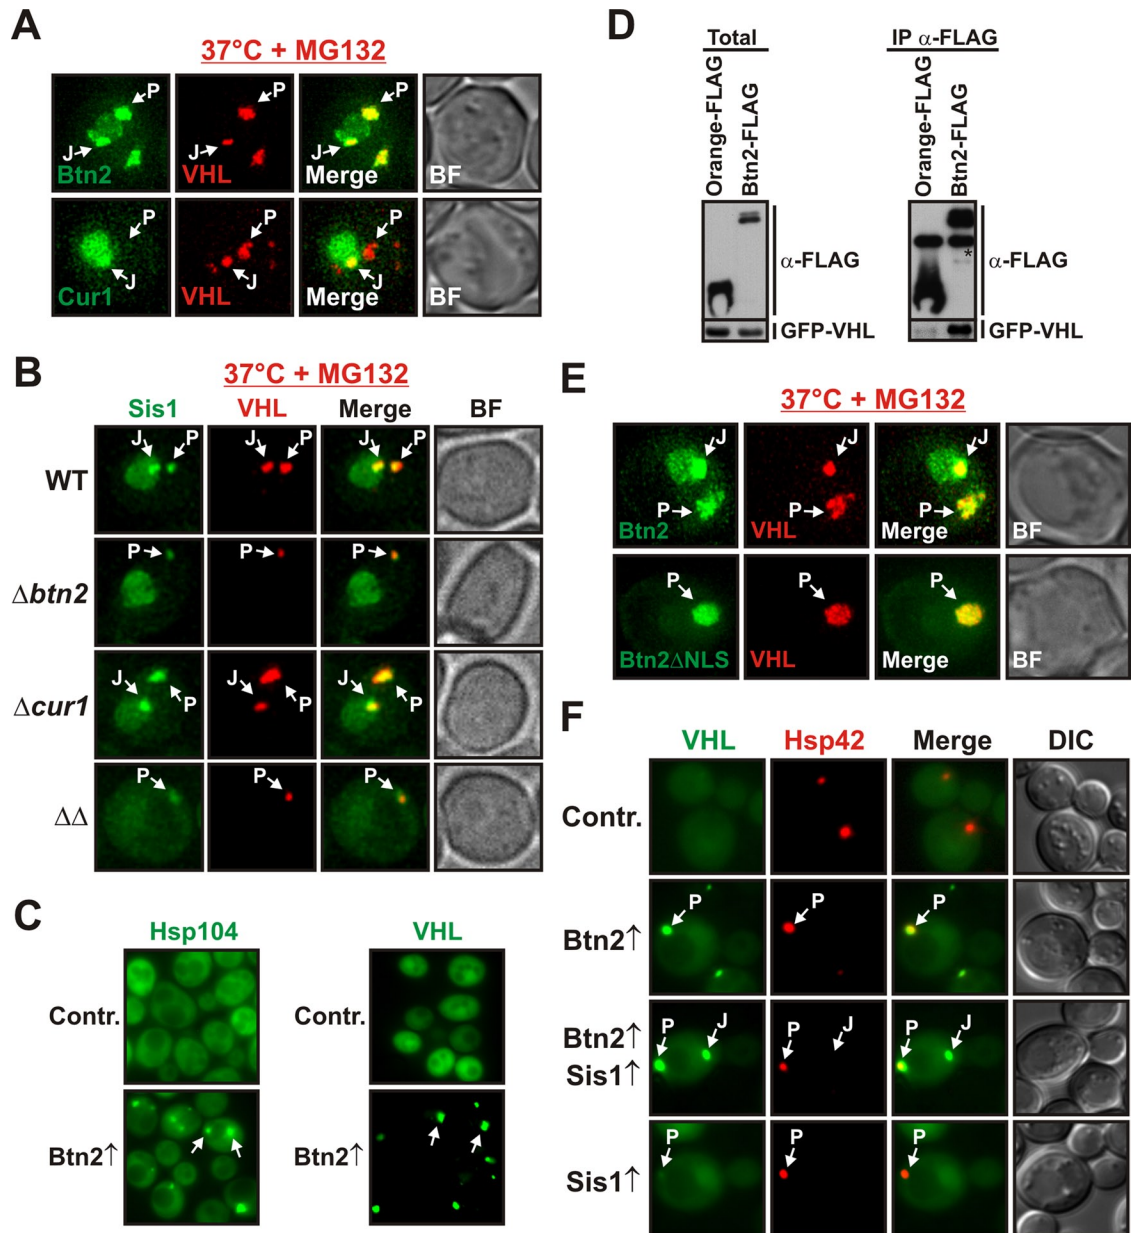 A
37°C + MG132
P
J
Btn2
P
J
VHL
P
J
Merge
BF
P
J
Cur1
P
J
VHL
P
J
Merge
BF
B
37°C + MG132
Sis1 VHL Merge BF
WT
J P
J P
J P
Δbtn2
P
P
P
Δcur1
J
P
J
P
J
P
ΔΔ
P
P
P
C
Hsp104 VHL
Contr. Contr.
Btn2↑ Btn2↑
D
Total IP α-FLAG
Orange-FLAG
Btn2-FLAG
Orange-FLAG
Btn2-FLAG
*
α-FLAG α-FLAG
GFP-VHL GFP-VHL
E
37°C + MG132
J
P
Btn2
J
P
VHL
J
P
Merge
BF
P
Btn2ΔNLS
P
VHL
P
Merge
BF
F
VHL Hsp42 Merge DIC
Contr.
Btn2↑
P
P
P
Btn2↑
Sis1↑
P J
P J
P J
Sis1↑
P
P
P